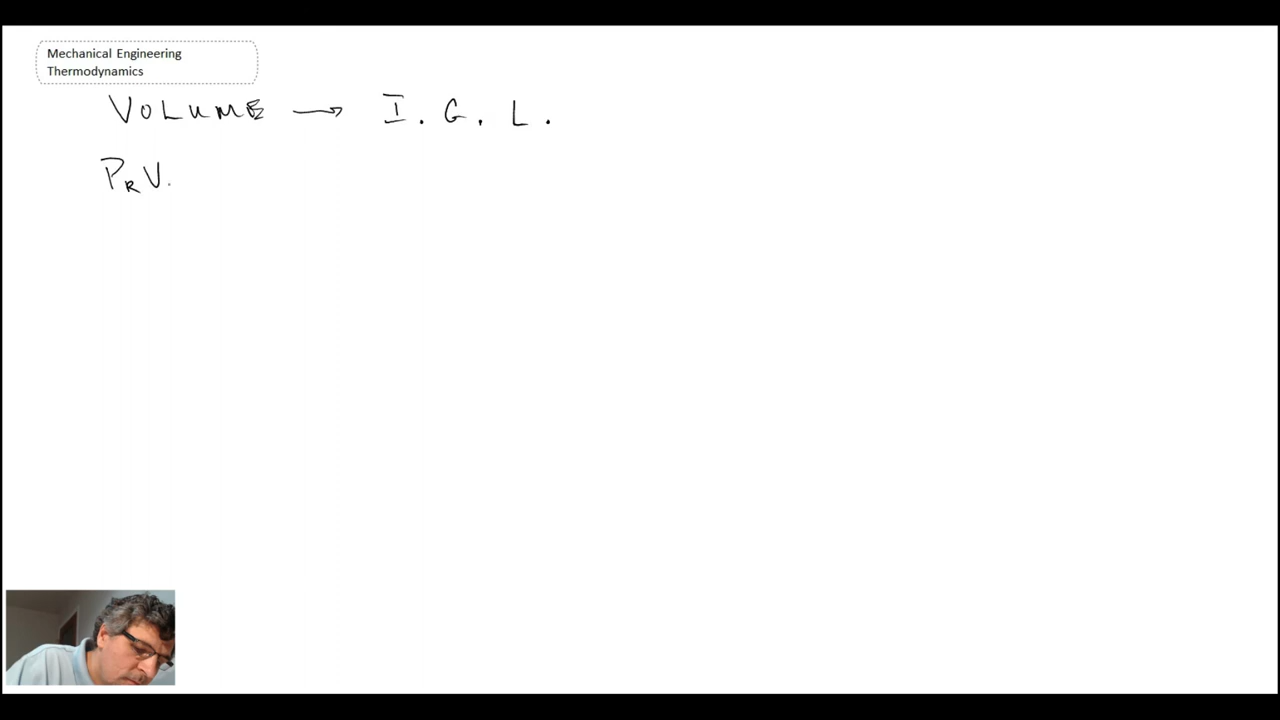 Mechanical Engineering
Thermodynamics
VOLUME → I. G. L.
PRV.